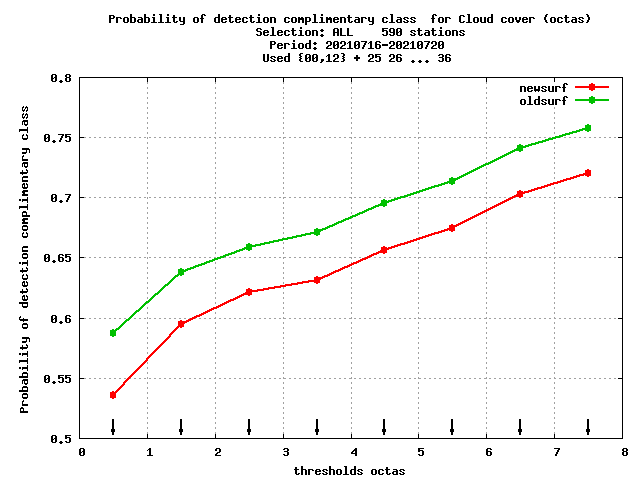 Probability of detection complimentary class  for Cloud cover (octas)
Selection: ALL    590 stations
Period: 20210716-20210720
Used {00,12} + 25 26 ... 36
newsurf
oldsurf
Probability of detection complimentary class
0.8
0.75
0.7
0.65
0.6
0.55
0.5
0 1 2 3 4 5 6 7 8
thresholds octas